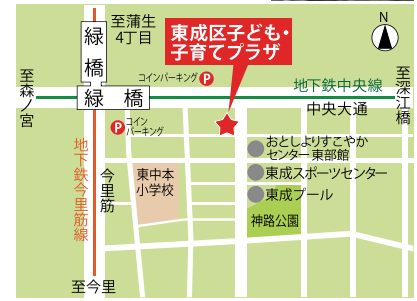 至蒲生
4丁目
東成区子ども・
子育てプラザ
N
緑橋
コインパーキング P
地下鉄中央線
至深江橋
至森ノ宮
緑橋
中央大通
P コイン
パーキング
地下鉄今里筋線
今里筋
東中本
小学校
おとしよりすこやか
センター東部館
東成スポーツセンター
東成プール
神路公園
至今里